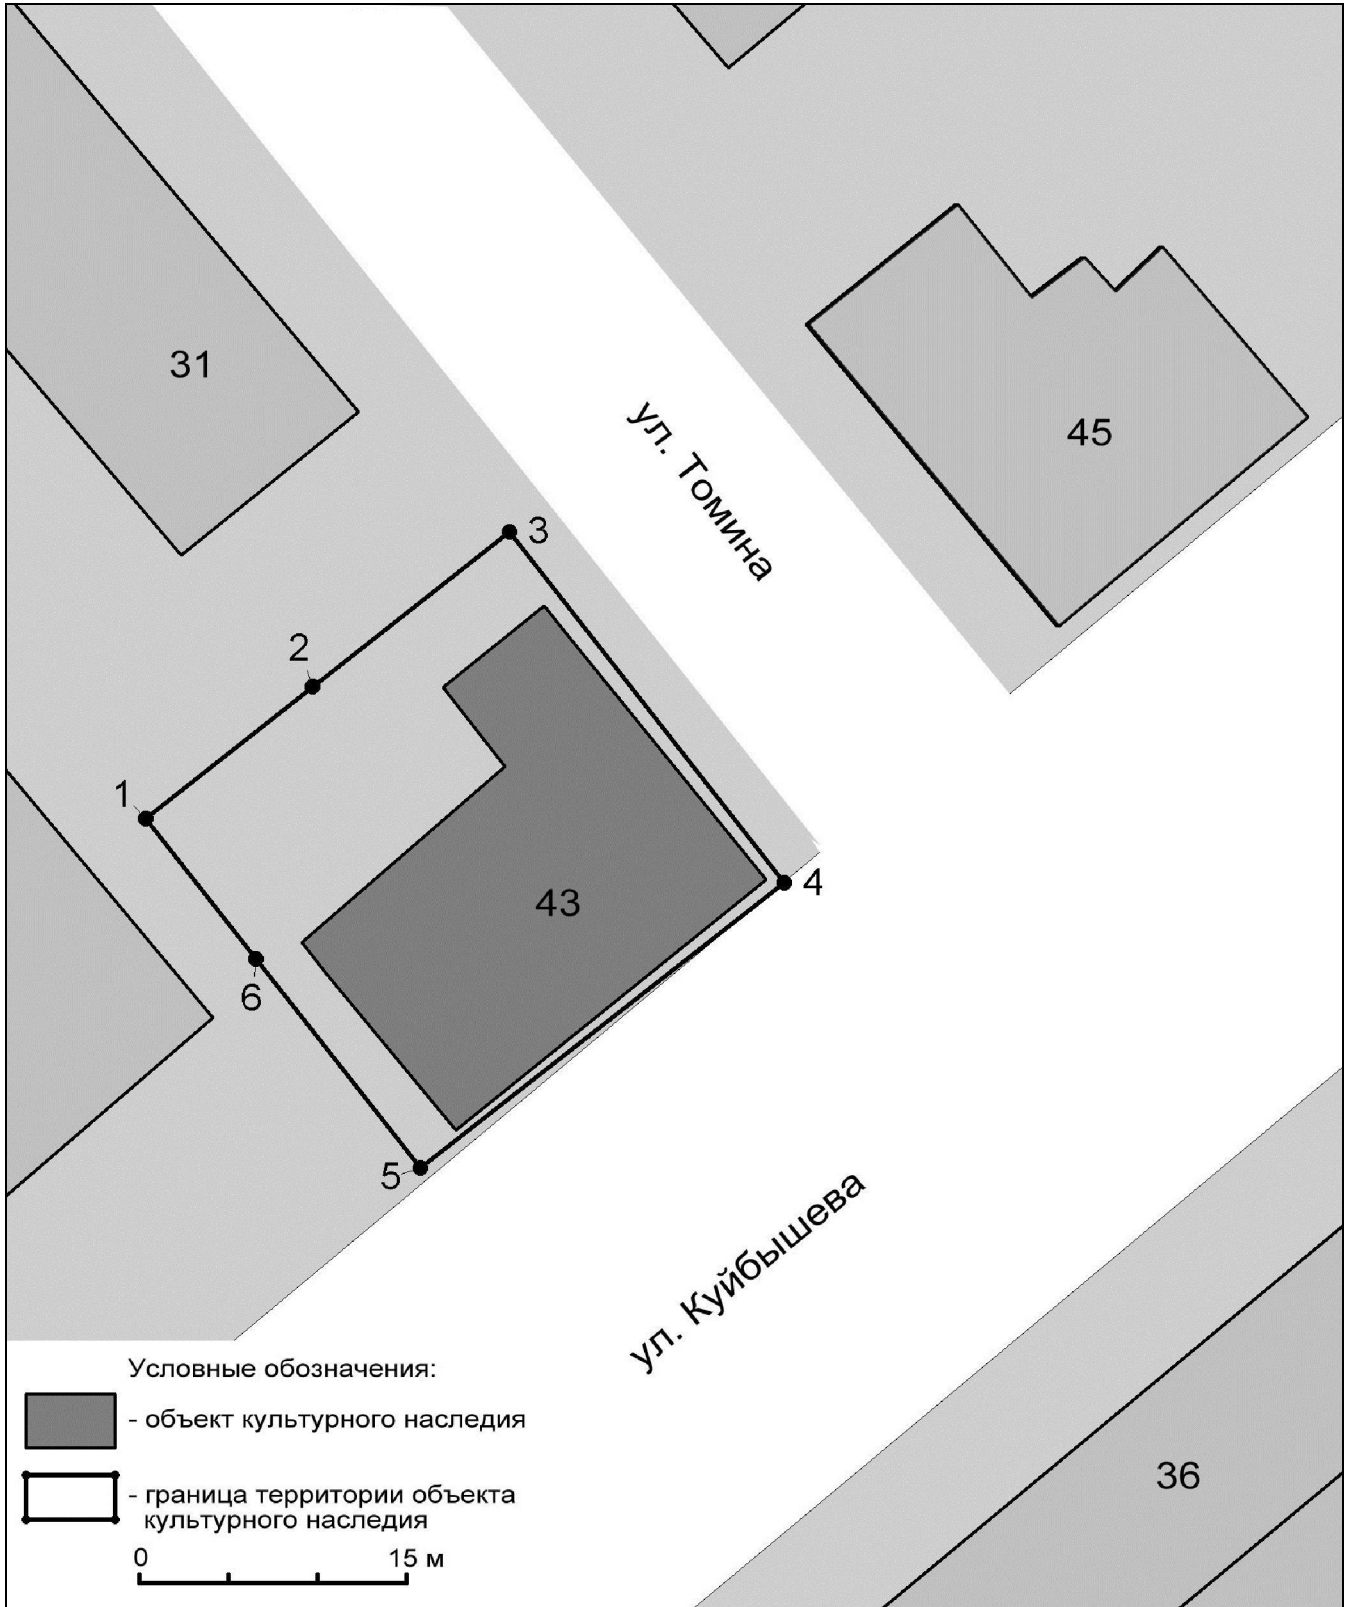 31
45
ул. Томина
3
2
1
43
4
6
5
ул. Куйбышева
Условные обозначения:
- объект культурного наследия
- граница территории объекта
культурного наследия
36
0 15 м